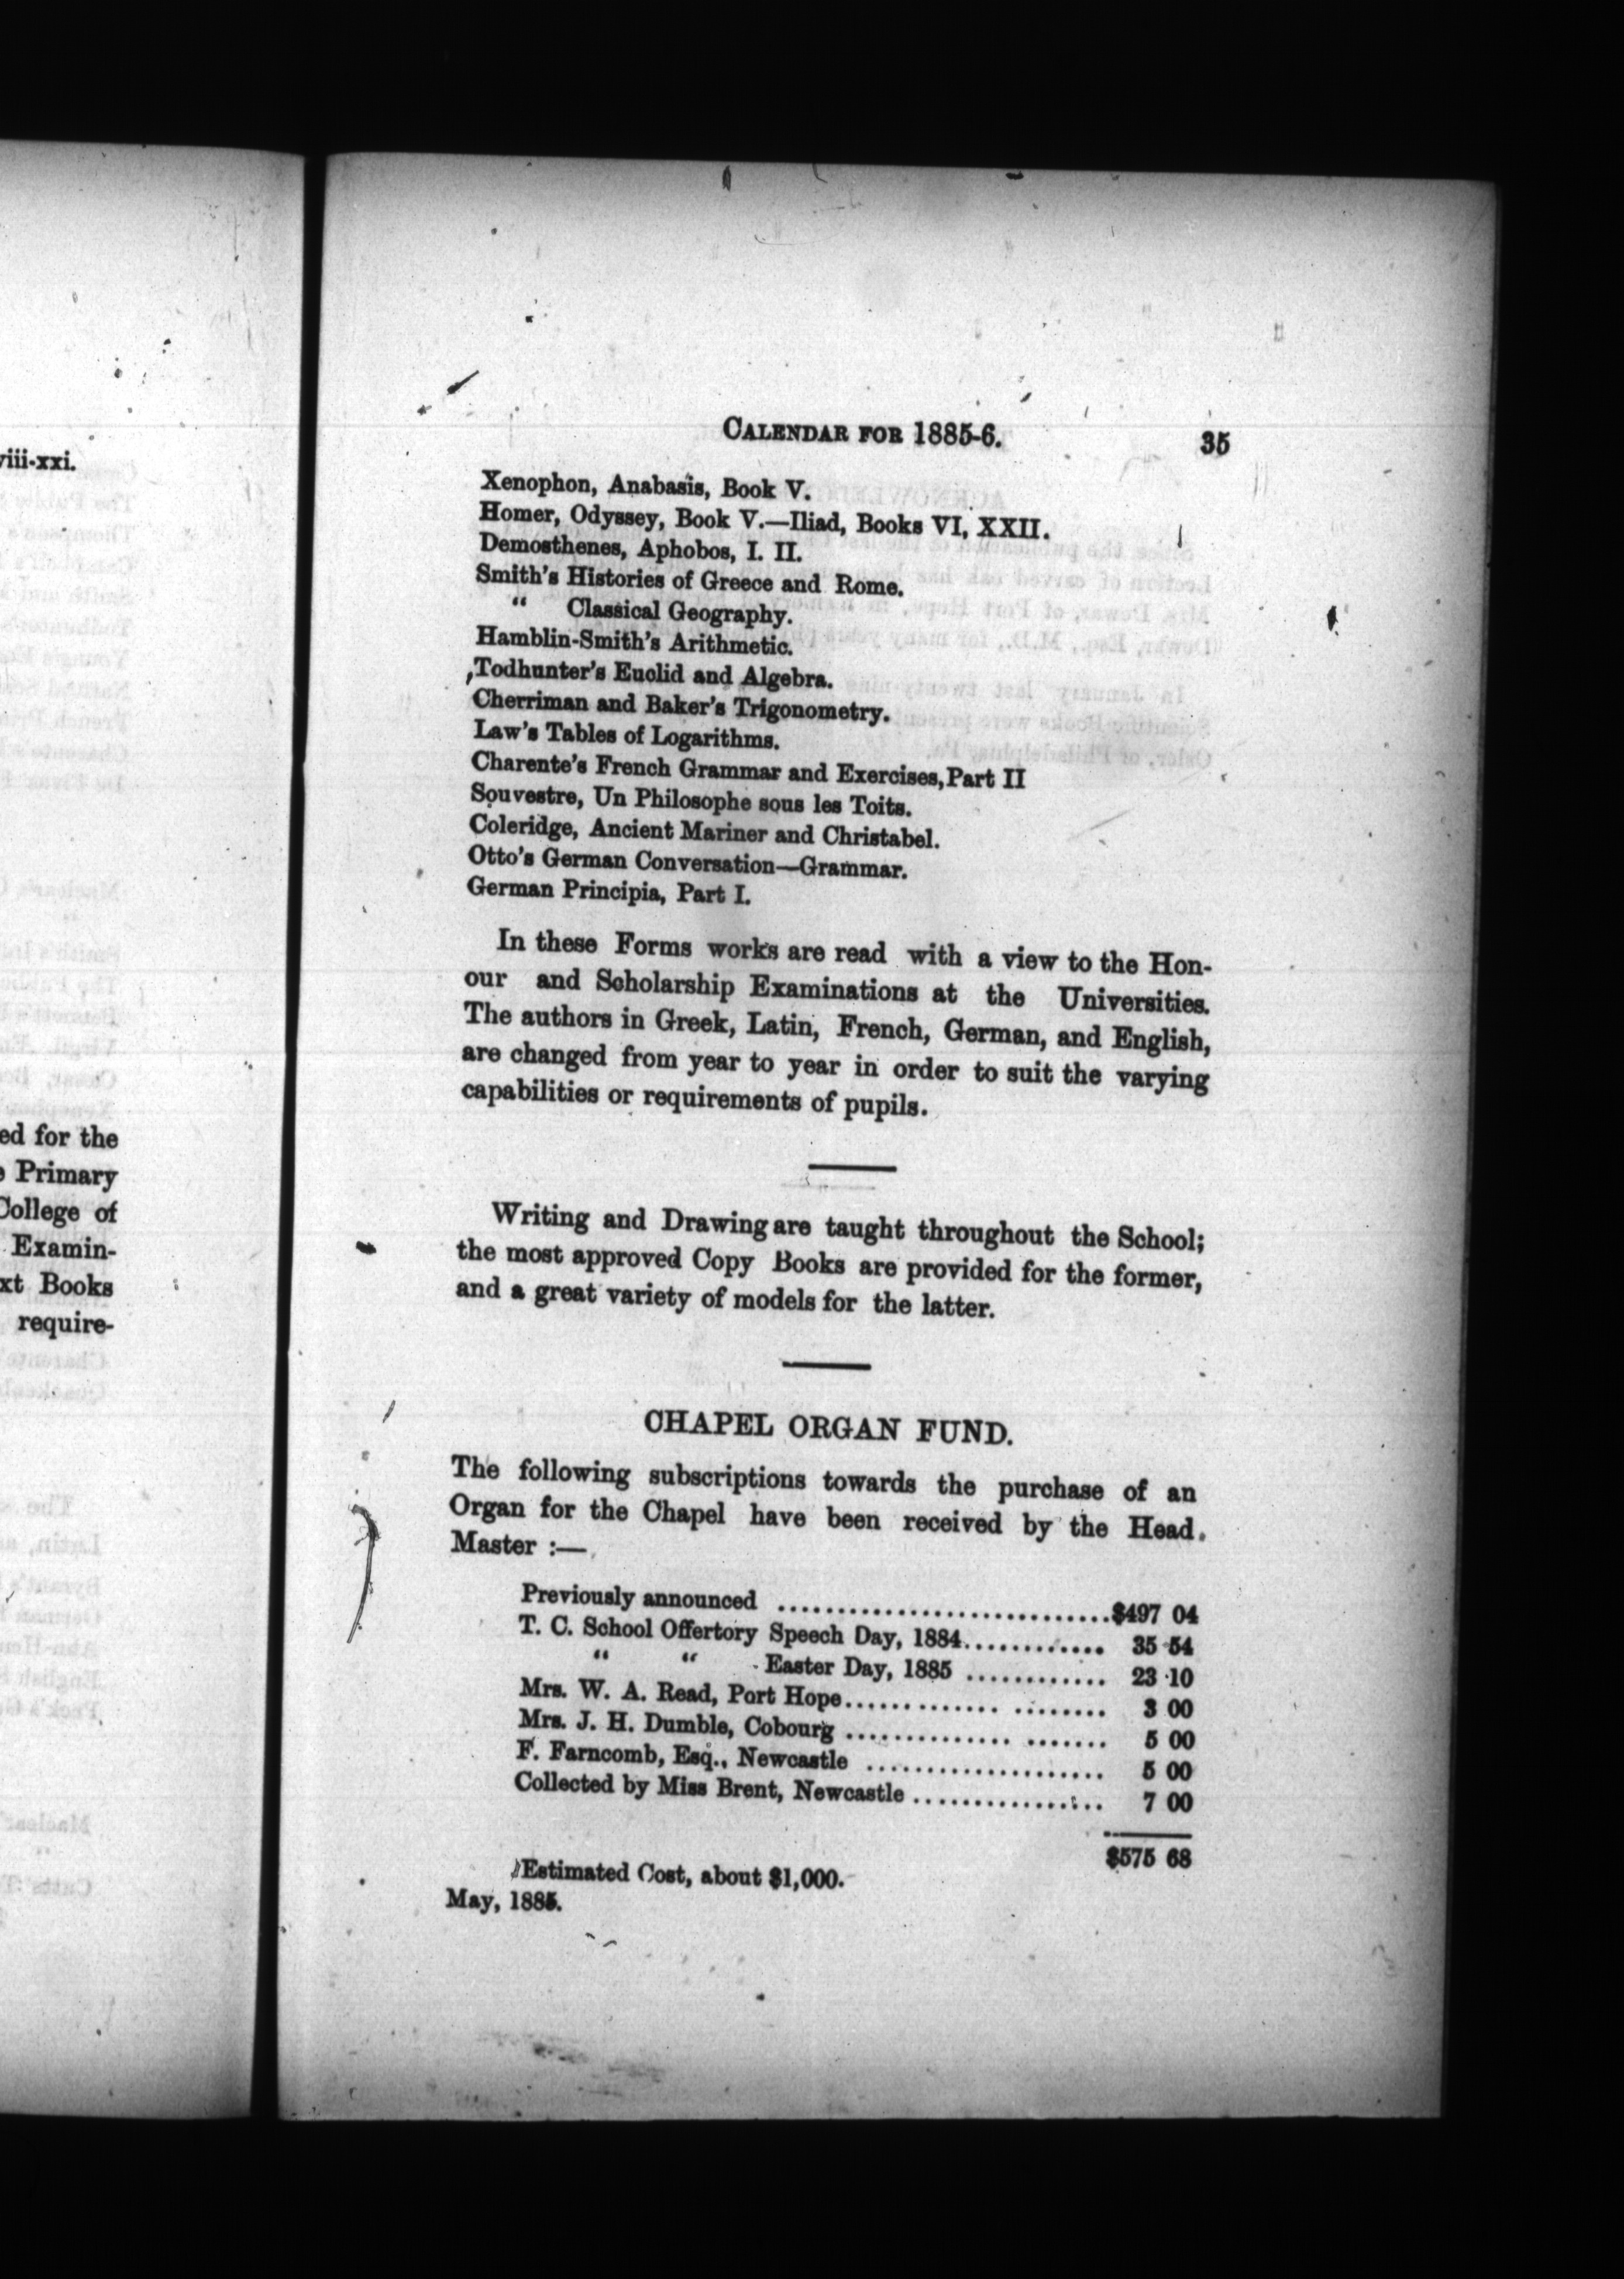 viii-xxi.
ed for the
Primary
College of
Examin-
xt Books
require-
CALENDAR FOR 1885-6. 35
Xenophon, Anabasis, Book V.
Homer, Odyssey, Book V.—Iliad, Books VI, XXII.
Demosthenes, Aphobos, I. II.
Smith's Histories of Greece and Rome.
“ Classical Geography.
Hamblin-Smith's Arithmetic.
Todhunter's Euclid and Algebra.
Cherriman and Baker's Trigonometry.
Law's Tables of Logarithms.
Charente's French Grammar and Exercises, Part II
Souvestre, Un Philosophe sous les Toits.
Coleridge, Ancient Mariner and Christabel.
Otto's German Conversation—Grammar.
German Principia, Part I.
In these Forms works are read with a view to the Hon-
our and Scholarship Examinations at the Universities.
The authors in Greek, Latin, French, German, and English,
are changed from year to year in order to suit the varying
capabilities or requirements of pupils.
Writing and Drawing are taught throughout the School;
the most approved Copy Books are provided for the former,
and a great variety of models for the latter.
CHAPEL ORGAN FUND.
The following subscriptions towards the purchase of an
Organ for the Chapel have been received by the Head
Master :—
Previously announced ............................$497 04
T. C. School Offertory Speech Day, 1884............ 35 54
“ “ Easter Day, 1885 ............ 23 10
Mrs. W. A. Read, Port Hope.............. ........ 3 00
Mrs. J. H. Dumble, Cobourg .............. ....... 5 00
F. Farncomb, Esq., Newcastle .................... 5 00
Collected by Miss Brent, Newcastle ................ 7 00
$575 68
Estimated Cost, about $1,000.
May, 1885.